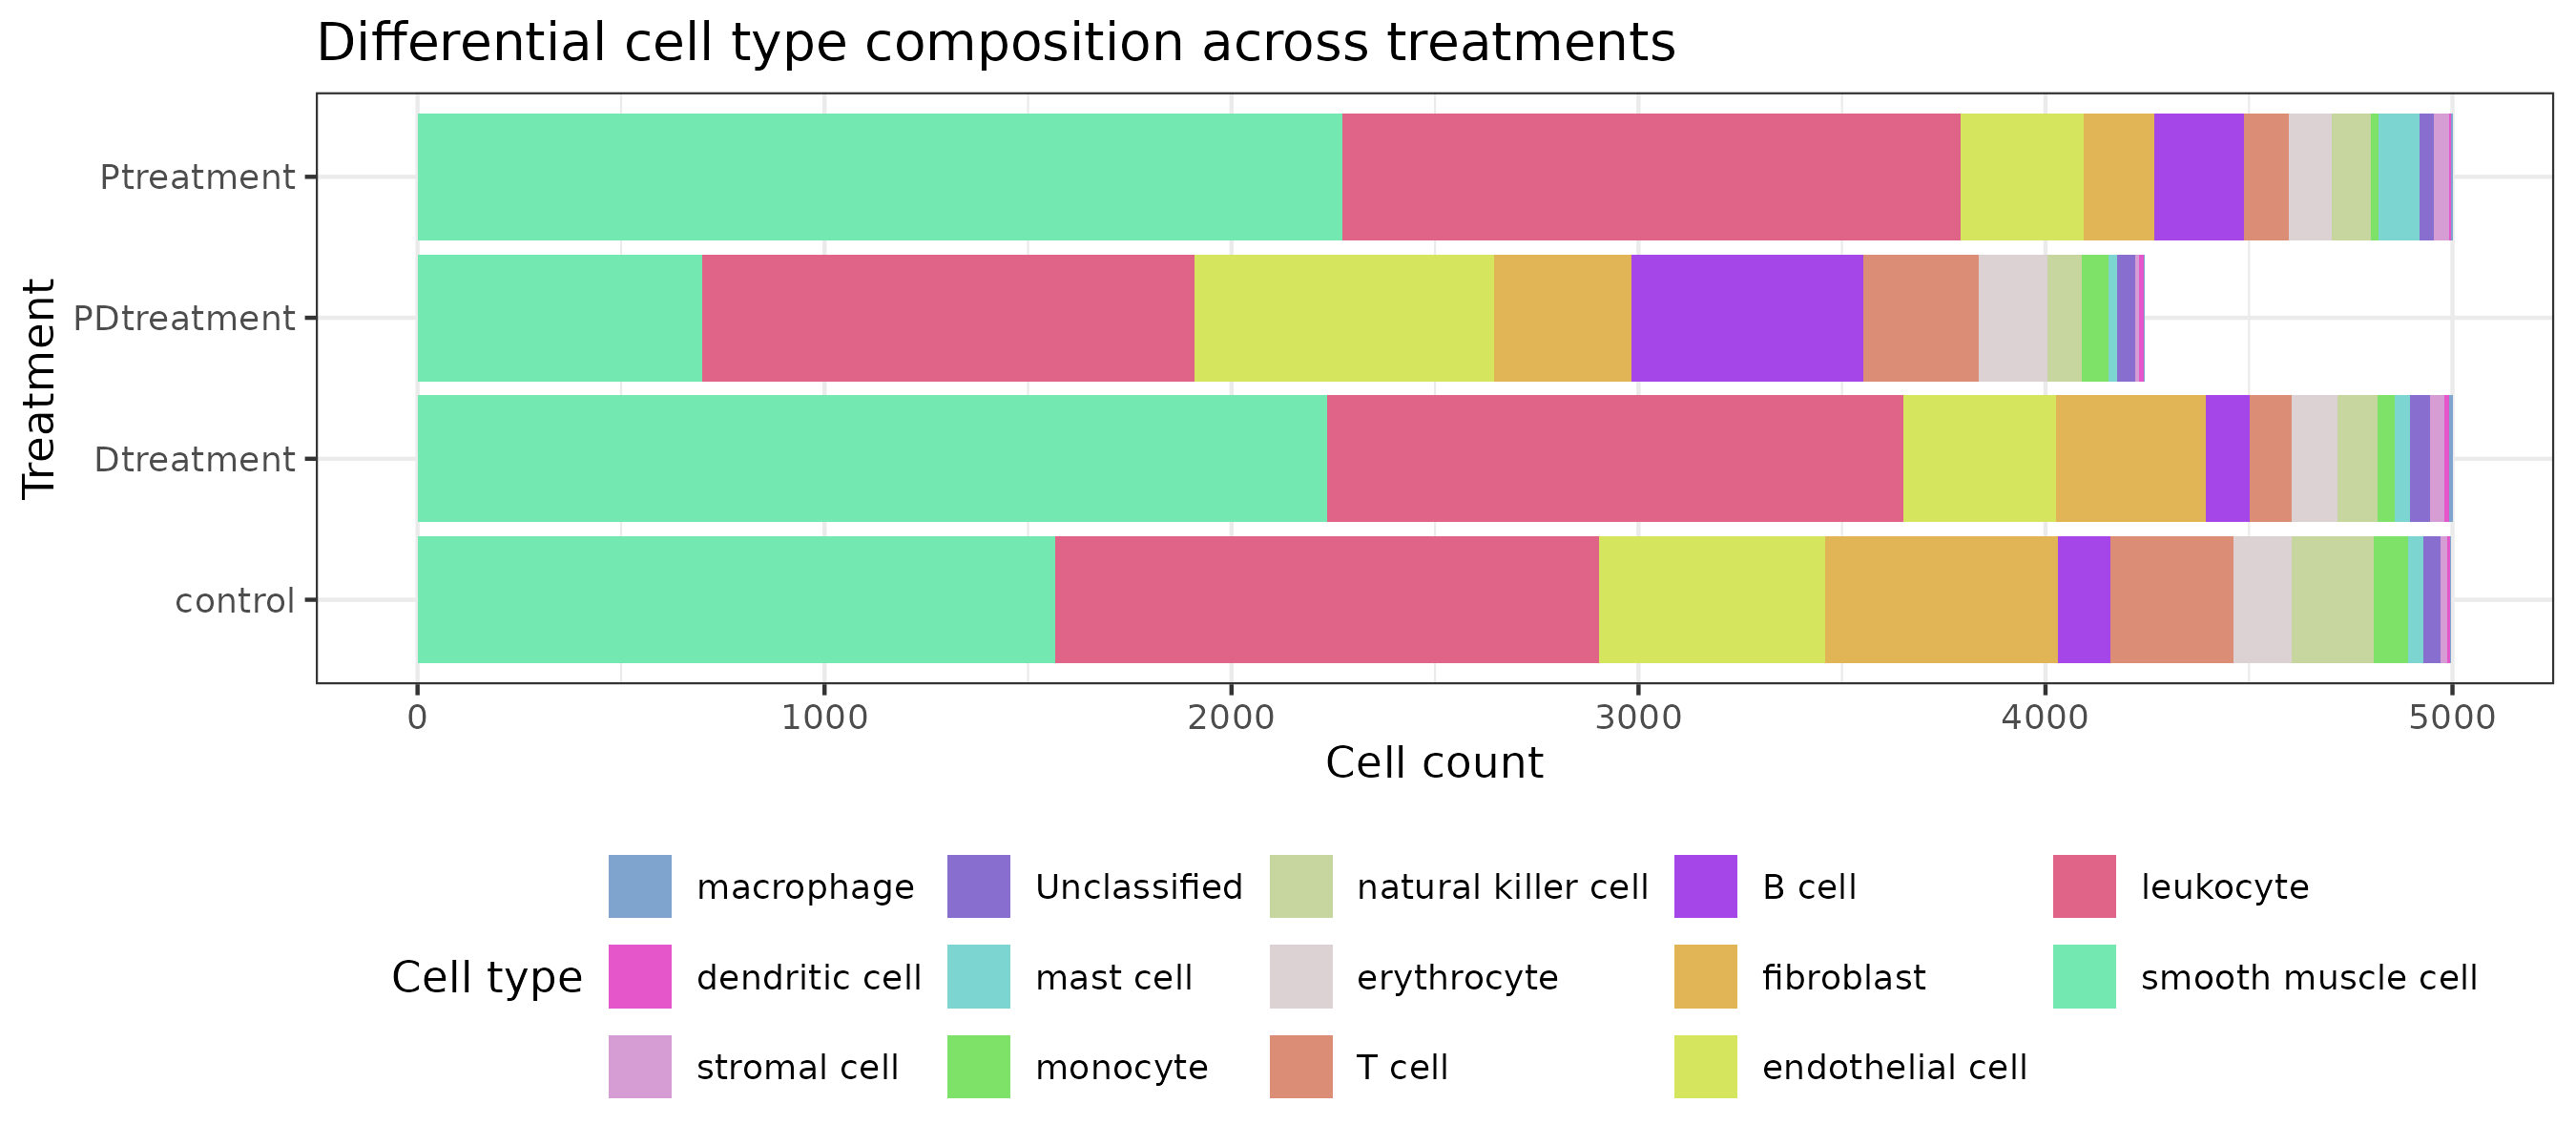 Differential cell type composition across treatments
Treatment
Ptreatment
PDtreatment
Dtreatment
control
0 1000 2000 3000 4000 5000
Cell count
Cell type
macrophage Unclassified natural killer cell B cell leukocyte
dendritic cell mast cell erythrocyte fibroblast smooth muscle cell
stromal cell monocyte T cell endothelial cell